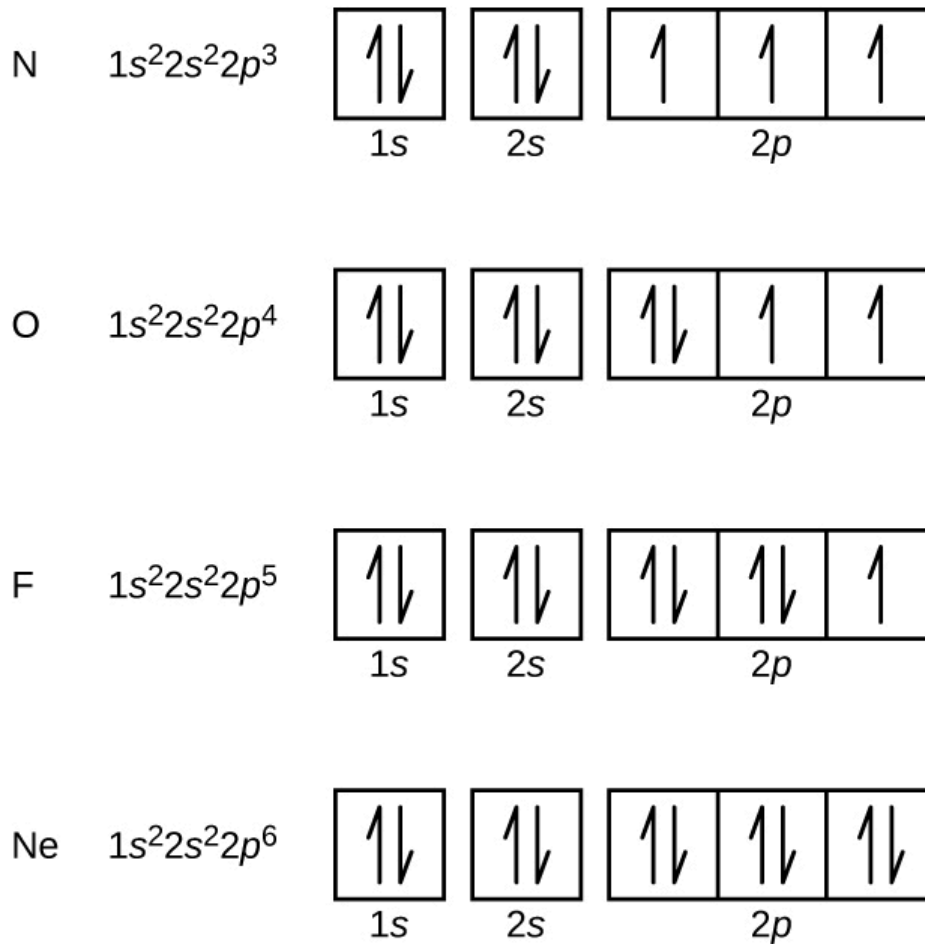 N 1s²2s²2p³
1s 2s 2p
O 1s²2s²2p⁴
1s 2s 2p
F 1s²2s²2p⁵
1s 2s 2p
Ne 1s²2s²2p⁶
1s 2s 2p